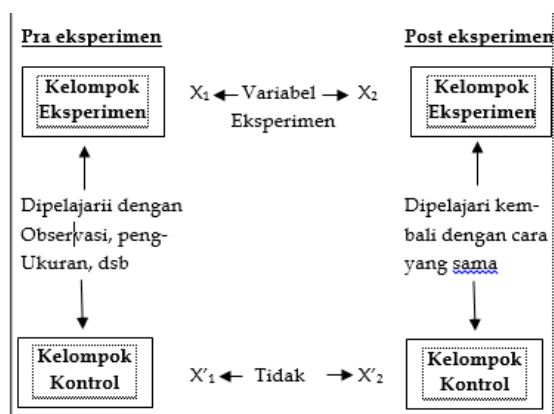 Pra eksperimen Post eksperimen
Kelompok
Eksperimen
X₁ Variabel X₂
Eksperimen
Kelompok
Eksperimen
Dipelajarii dengan
Observasi, peng-
Ukuran, dsb
Dipelajari kem-
bali dengan cara
yang sama
Kelompok
Kontrol
X'₁ Tidak X'₂
Kelompok
Kontrol